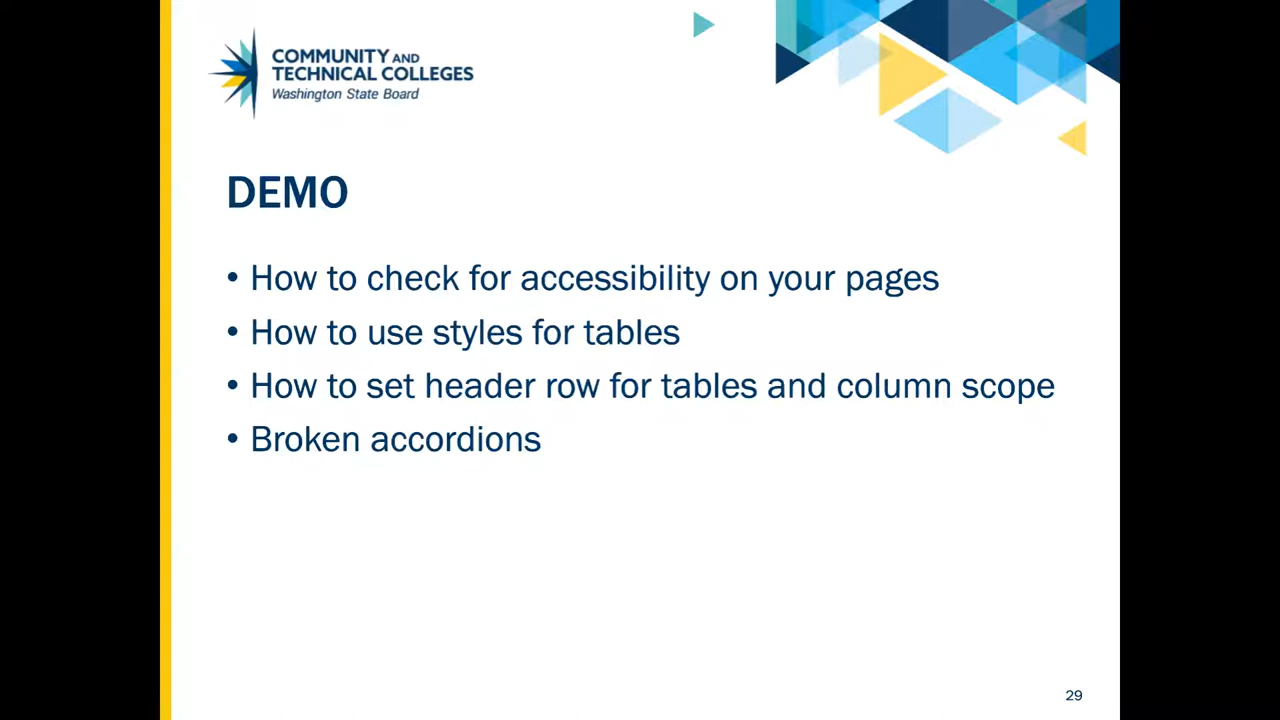 COMMUNITY AND
TECHNICAL COLLEGES
Washington State Board
DEMO
• How to check for accessibility on your pages
• How to use styles for tables
• How to set header row for tables and column scope
• Broken accordions
29